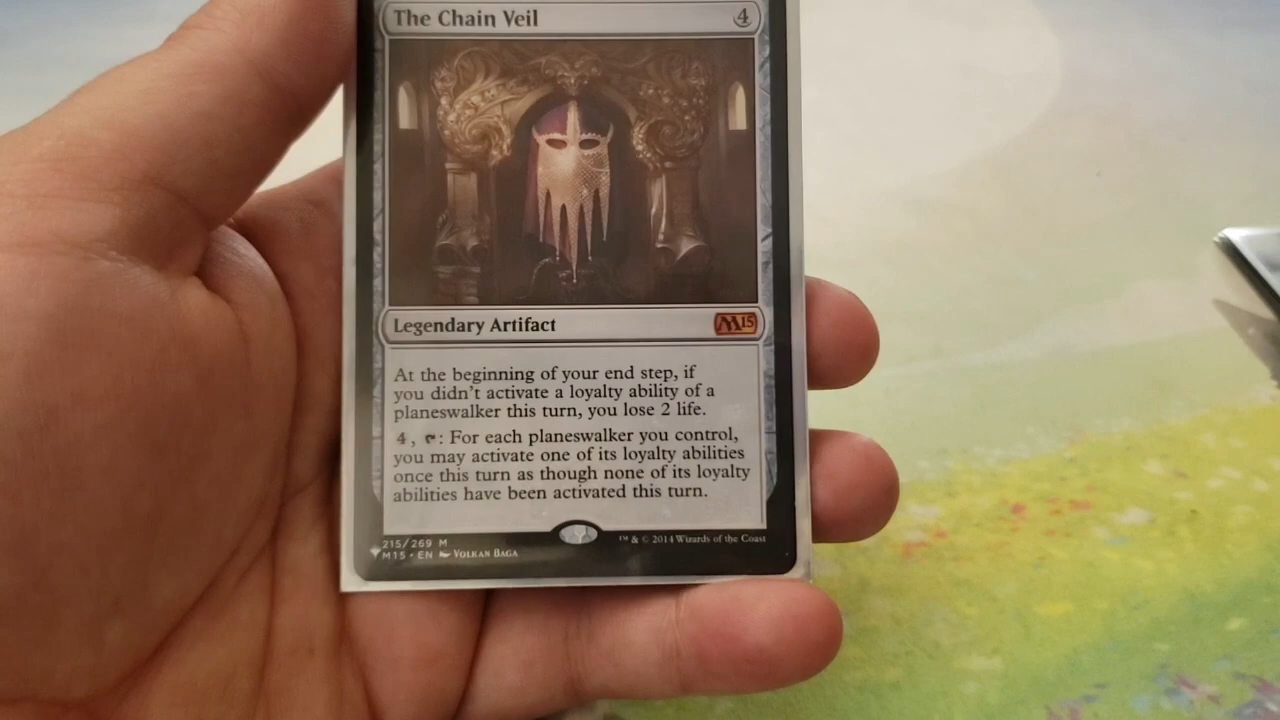 The Chain Veil 4
Legendary Artifact M15
At the beginning of your end step, if
you didn't activate a loyalty ability of a
planeswalker this turn, you lose 2 life.
4, : For each planeswalker you control,
you may activate one of its loyalty abilities
once this turn as though none of its loyalty
abilities have been activated this turn.
215/269 M
M15 • EN VOLKAN BAGA
™ & © 2014 Wizards of the Coast